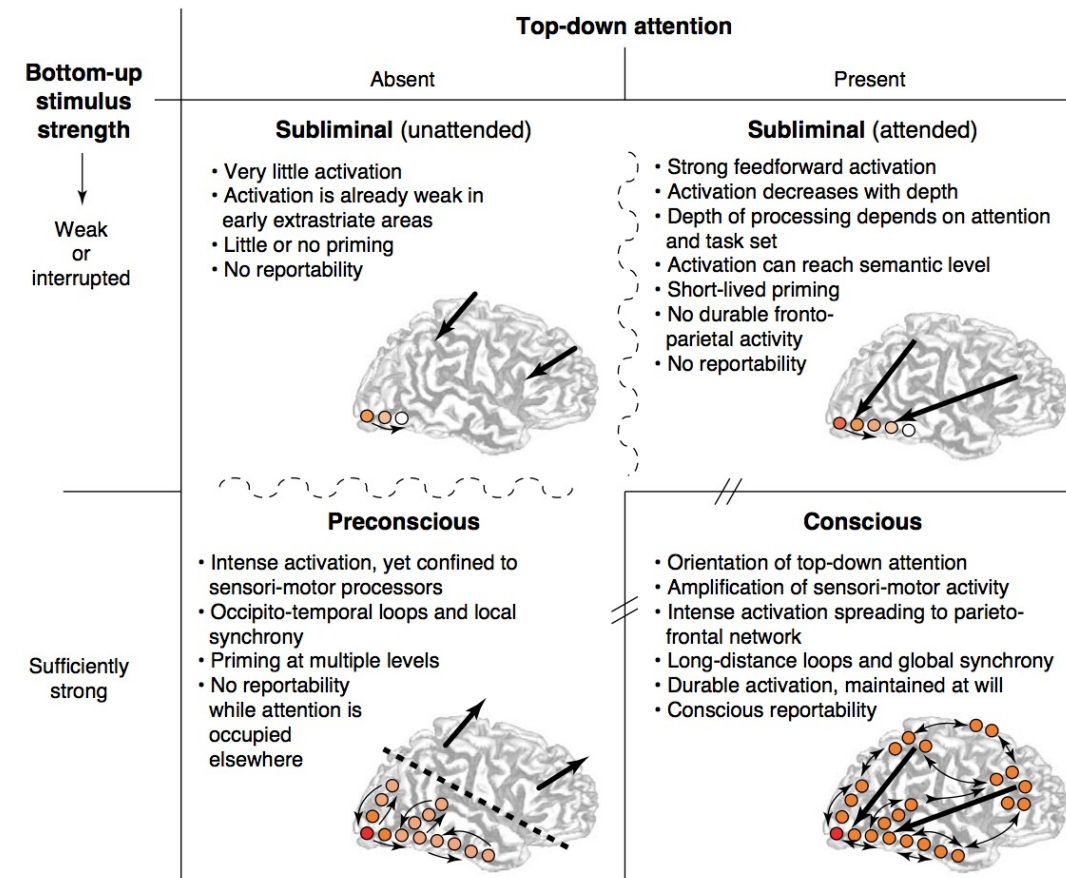 Top-down attention
Bottom-up
stimulus
strength
Absent
Present
Weak
or
interrupted
Subliminal (unattended)
• Very little activation
• Activation is already weak in
early extrastriate areas
• Little or no priming
• No reportability
Subliminal (attended)
• Strong feedforward activation
• Activation decreases with depth
• Depth of processing depends on attention
and task set
• Activation can reach semantic level
• Short-lived priming
• No durable fronto-
parietal activity
• No reportability
Sufficiently
strong
Preconscious
• Intense activation, yet confined to
sensori-motor processors
• Occipito-temporal loops and local
synchrony
• Priming at multiple levels
• No reportability
while attention is
occupied
elsewhere
Conscious
• Orientation of top-down attention
• Amplification of sensori-motor activity
• Intense activation spreading to parieto-
frontal network
• Long-distance loops and global synchrony
• Durable activation, maintained at will
• Conscious reportability